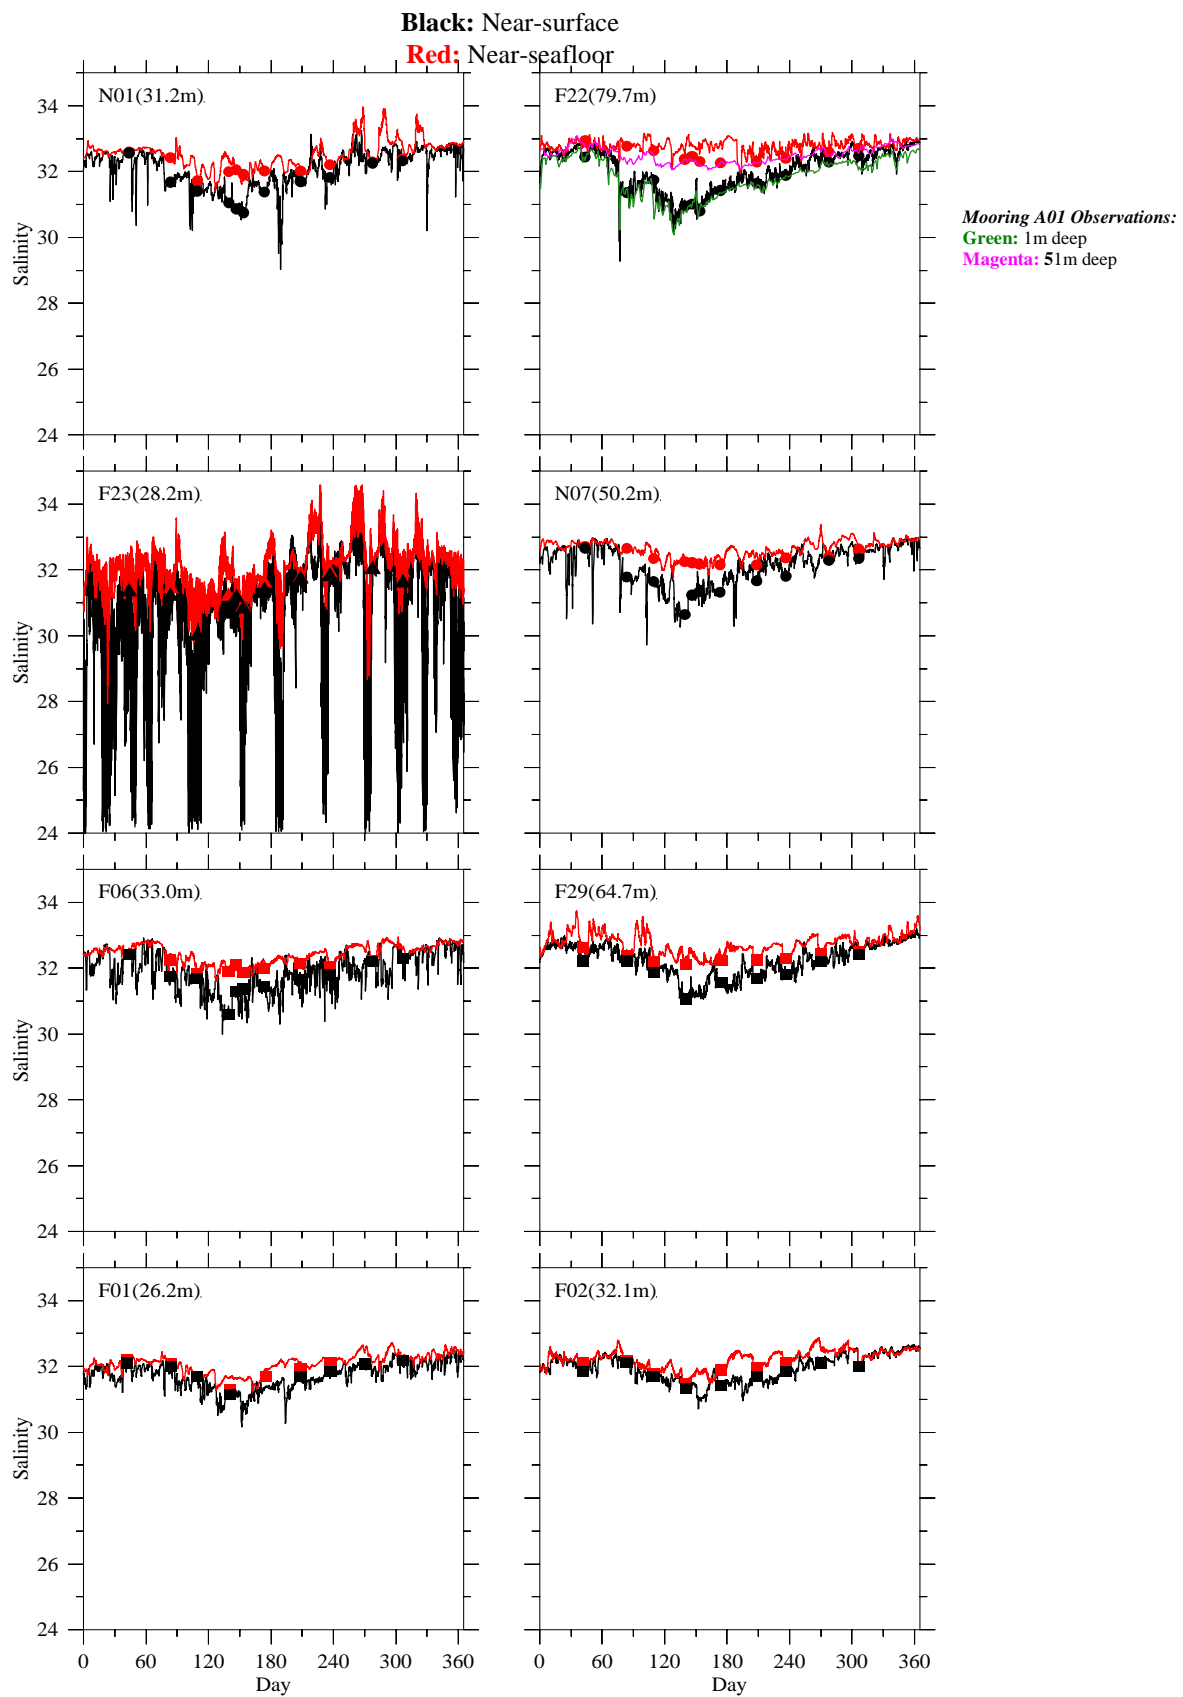 Black: Near-surface
Red: Near-seafloor
N01(31.2m)
F22(79.7m)
34
32
30
28
26
24
Salinity
Mooring A01 Observations:
Green: 1m deep
Magenta: 51m deep
F23(28.2m)
N07(50.2m)
34
32
30
28
26
24
Salinity
F06(33.0m)
F29(64.7m)
34
32
30
28
26
24
Salinity
F01(26.2m)
F02(32.1m)
34
32
30
28
26
24
Salinity
0 60 120 180 240 300 360
Day
0 60 120 180 240 300 360
Day